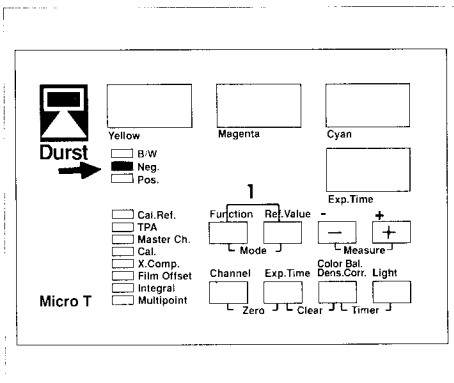 Yellow Magenta Cyan
Durst
B/W
Neg.
Pos.
Exp.Time
1
Cal.Ref.
TPA
Master Ch.
Cal.
X.Comp.
Film Offset
Integral
Multipoint
Function Ref.Value - +
− +
Mode Measure
Channel Exp.Time Color Bal. Dens.Corr. Light
Zero Clear Timer
Micro T